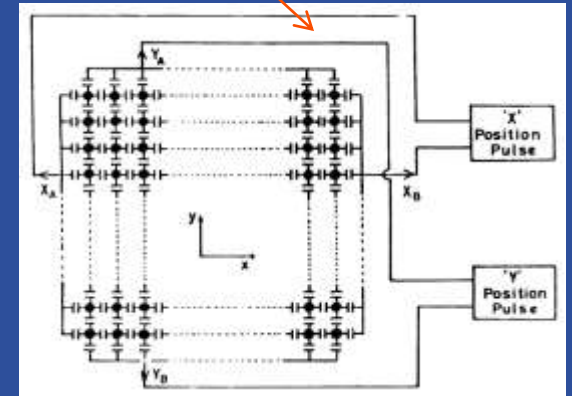 YA
'X'
Position
Pulse
XA
XB
y
x
'Y'
Position
Pulse
YB